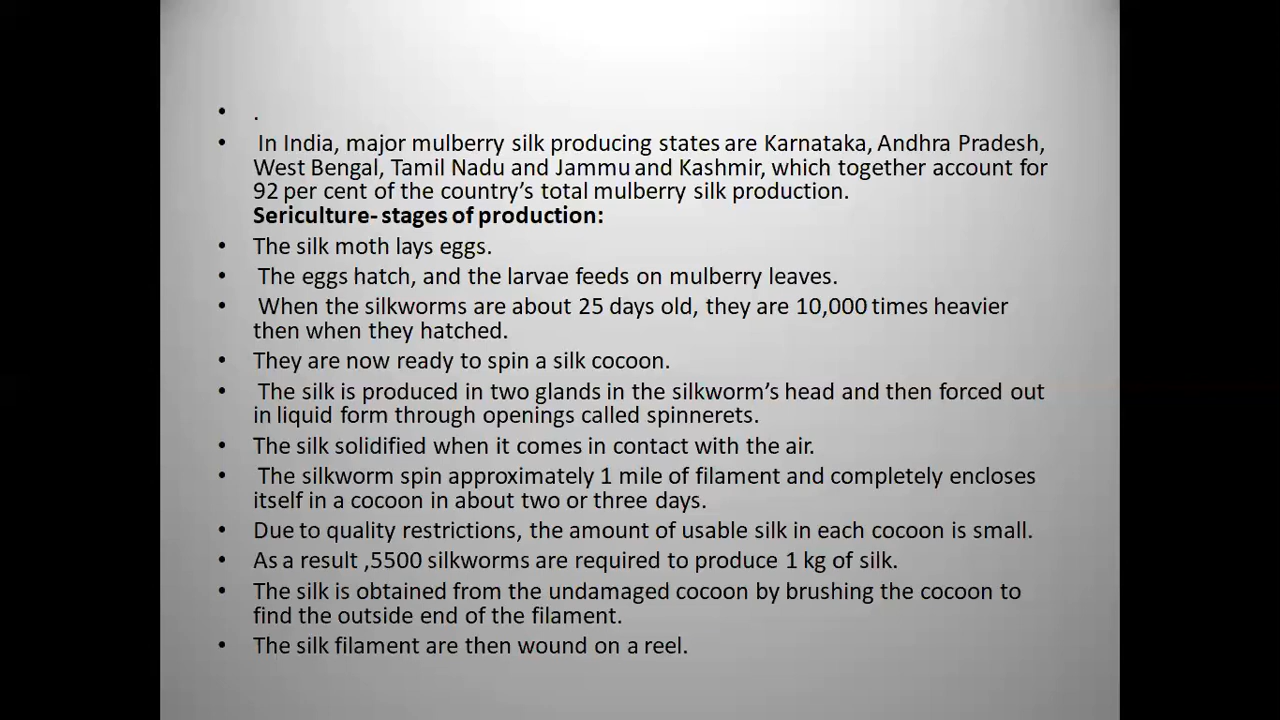 • .
• In India, major mulberry silk producing states are Karnataka, Andhra Pradesh,
West Bengal, Tamil Nadu and Jammu and Kashmir, which together account for
92 per cent of the country's total mulberry silk production.
Sericulture- stages of production:
• The silk moth lays eggs.
• The eggs hatch, and the larvae feeds on mulberry leaves.
• When the silkworms are about 25 days old, they are 10,000 times heavier
then when they hatched.
• They are now ready to spin a silk cocoon.
• The silk is produced in two glands in the silkworm's head and then forced out
in liquid form through openings called spinnerets.
• The silk solidified when it comes in contact with the air.
• The silkworm spin approximately 1 mile of filament and completely encloses
itself in a cocoon in about two or three days.
• Due to quality restrictions, the amount of usable silk in each cocoon is small.
• As a result ,5500 silkworms are required to produce 1 kg of silk.
• The silk is obtained from the undamaged cocoon by brushing the cocoon to
find the outside end of the filament.
• The silk filament are then wound on a reel.